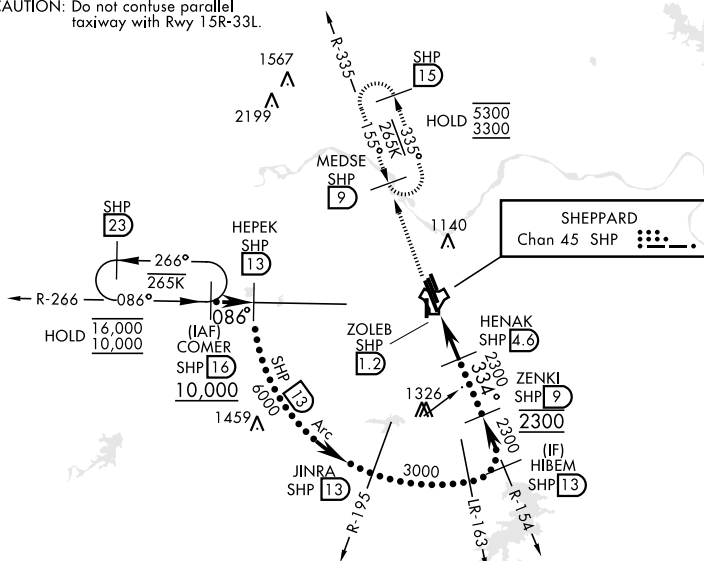 CAUTION: Do not confuse parallel
taxiway with Rwy 15R-33L.
R-335
1567
2199
SHP
15
HOLD 5300
3300
155°
265K
335°
MEDSE
SHP
9
1140
SHEPPARD
Chan 45 SHP
SHP
23
HEPEK
SHP
13
266°
265K
R-266
086°
086°
HOLD 16,000
10,000
(IAF)
COMER
SHP 16
10,000
1459
ZOLEB
SHP
1.2
HENAK
SHP 4.6
2300
334°
ZENKI
SHP 9
2300
1326
2300
(IF)
HIBEM
SHP 13
SHP 13
6000
Arc
JINRA
SHP 13
3000
R-195
LR-163
R-154